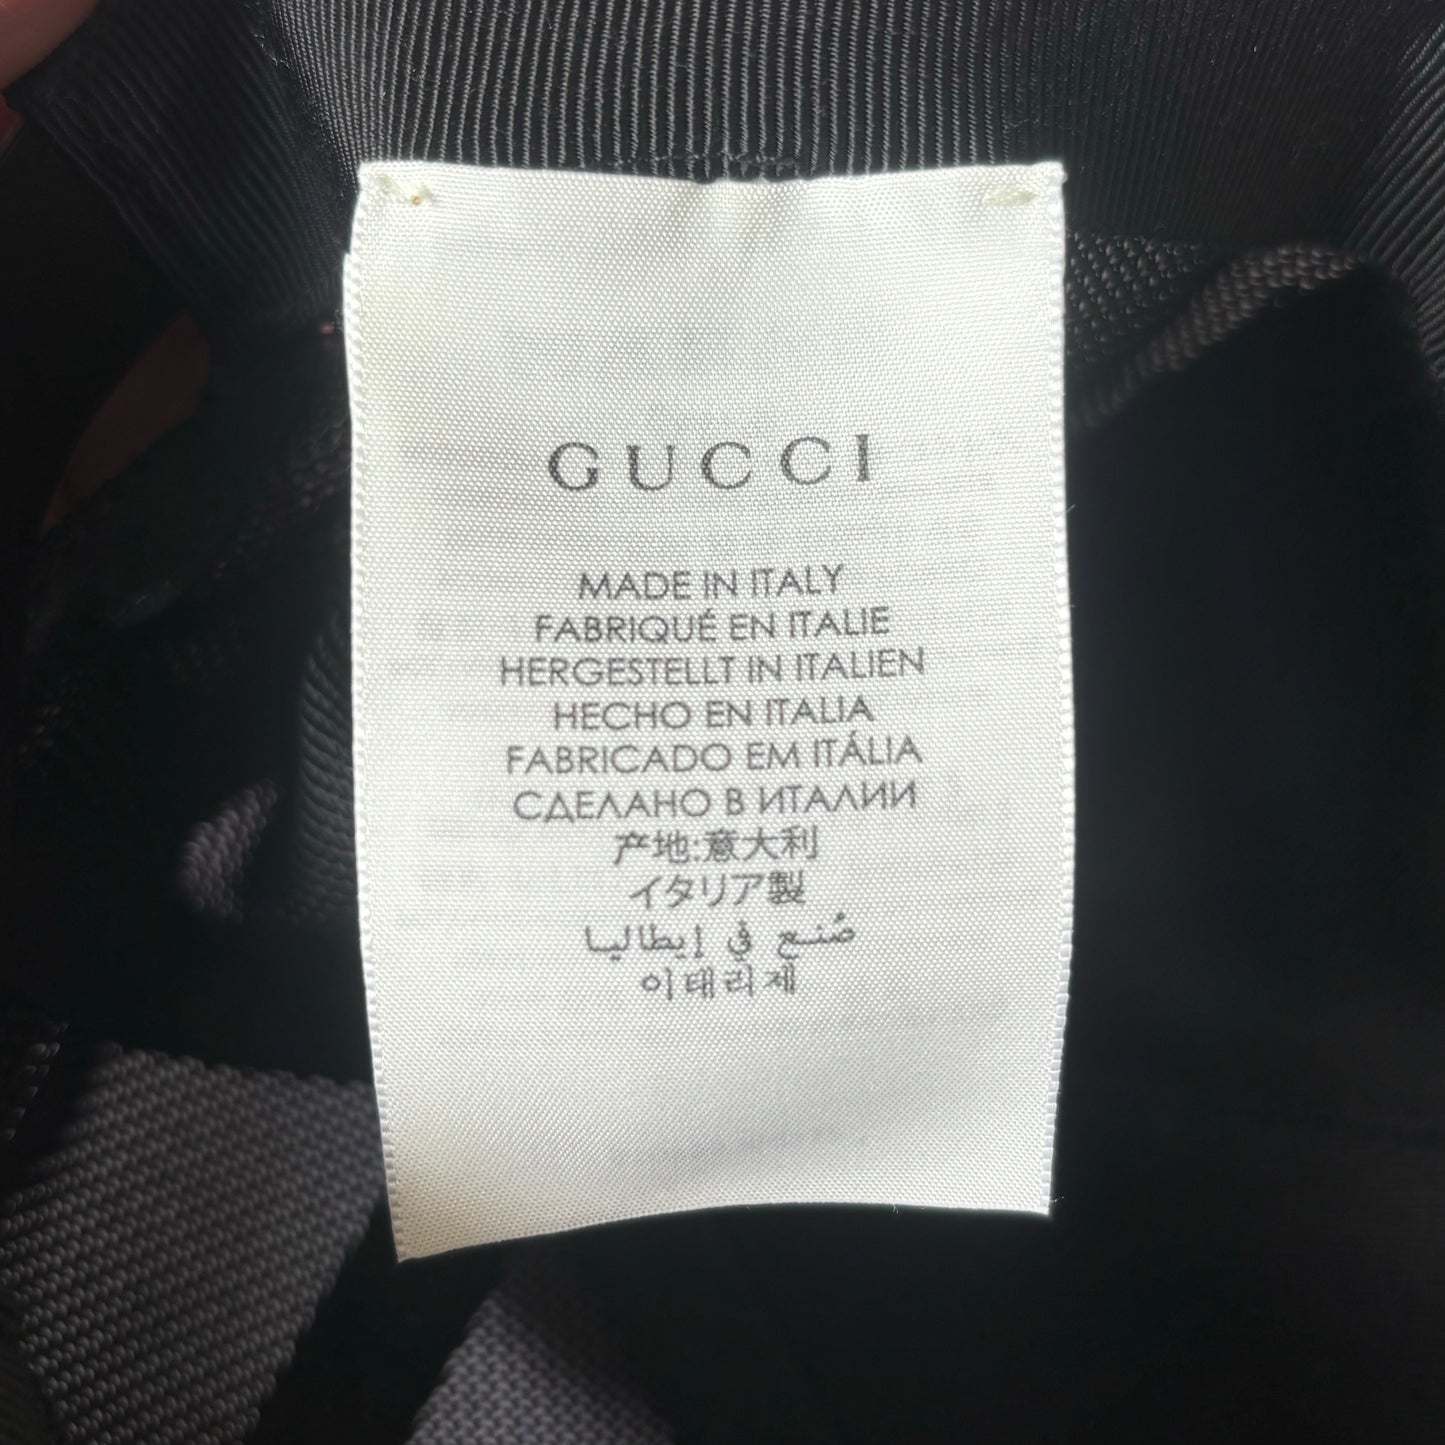 GUCCI
MADE IN ITALY
FABRIQUÉ EN ITALIE
HERGESTELLT IN ITALIEN
HECHO EN ITALIA
FABRICADO EM ITÁLIA
СДЕЛАНО В ИТАЛИИ
产地:意大利
イタリア製
صُنع في إيطاليا
이태리제